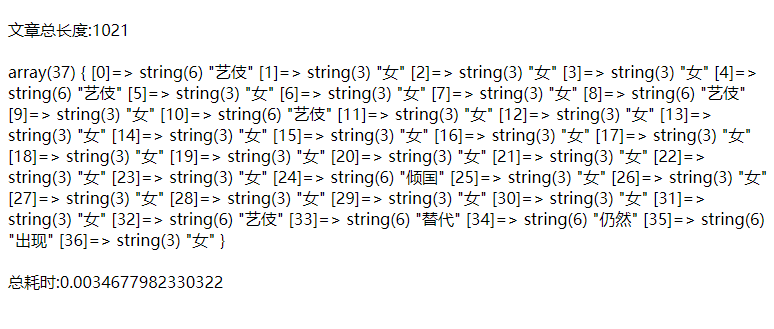 文章总长度:1021
array(37) { [0]=> string(6) "艺伎" [1]=> string(3) "女" [2]=> string(3) "女" [3]=> string(3) "女" [4]=>
string(6) "艺伎" [5]=> string(3) "女" [6]=> string(3) "女" [7]=> string(3) "女" [8]=> string(6) "艺伎"
[9]=> string(3) "女" [10]=> string(6) "艺伎" [11]=> string(3) "女" [12]=> string(3) "女" [13]=>
string(3) "女" [14]=> string(3) "女" [15]=> string(3) "女" [16]=> string(3) "女" [17]=> string(3) "女"
[18]=> string(3) "女" [19]=> string(3) "女" [20]=> string(3) "女" [21]=> string(3) "女" [22]=>
string(3) "女" [23]=> string(3) "女" [24]=> string(6) "倾国" [25]=> string(3) "女" [26]=> string(3) "女"
[27]=> string(3) "女" [28]=> string(3) "女" [29]=> string(3) "女" [30]=> string(3) "女" [31]=>
string(3) "女" [32]=> string(6) "艺伎" [33]=> string(6) "替代" [34]=> string(6) "仍然" [35]=> string(6)
"出现" [36]=> string(3) "女" }
总耗时:0.0034677982330322